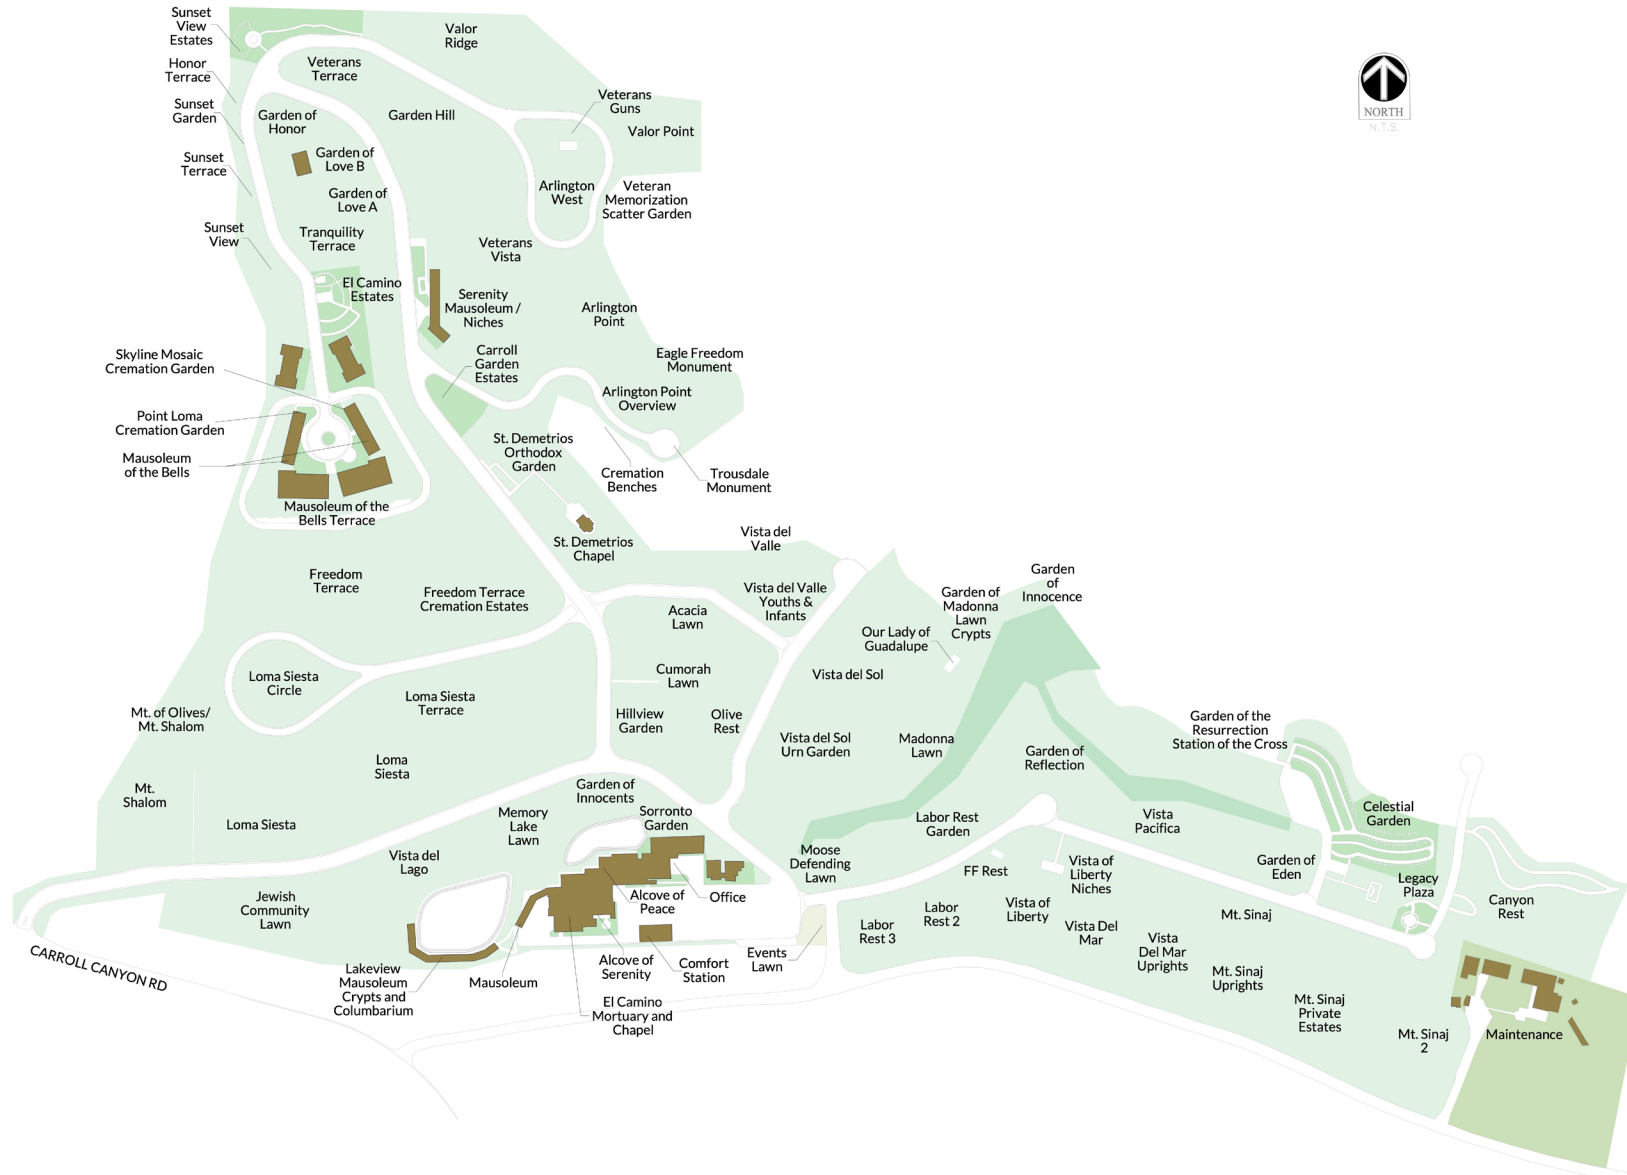 Sunset
View
Estates
Valor
Ridge
Honor
Terrace
Veterans
Terrace
Sunset
Garden
Garden of
Honor
Garden Hill
Veterans
Guns
Valor Point
NORTH
N.T.S.
Sunset
Terrace
Garden of
Love B
Garden of
Love A
Arlington
West
Veteran
Memorization
Scatter Garden
Sunset
View
Tranquility
Terrace
Veterans
Vista
El Camino
Estates
Serenity
Mausoleum /
Niches
Arlington
Point
Skyline Mosaic
Cremation Garden
Carroll
Garden
Estates
Eagle Freedom
Monument
Arlington Point
Overview
Point Loma
Cremation Garden
Mausoleum
of the Bells
St. Demetrios
Orthodox
Garden
Cremation
Benches
Trousdale
Monument
Mausoleum of the
Bells Terrace
St. Demetrios
Chapel
Vista del
Valle
Freedom
Terrace
Freedom Terrace
Cremation Estates
Acacia
Lawn
Vista del Valle
Youths &
Infants
Garden of
Madonna
Lawn
Crypts
Garden
of
Innocence
Our Lady of
Guadalupe
Loma Siesta
Circle
Cumorah
Lawn
Vista del Sol
Loma Siesta
Terrace
Mt. of Olives/
Mt. Shalom
Hillview
Garden
Olive
Rest
Vista del Sol
Urn Garden
Madonna
Lawn
Garden of
Reflection
Garden of the
Resurrection
Station of the Cross
Loma
Siesta
Mt.
Shalom
Garden of
Innocents
Loma Siesta
Memory
Lake
Lawn
Sorronto
Garden
Labor Rest
Garden
Vista
Pacifica
Celestial
Garden
Vista del
Lago
Moose
Defending
Lawn
FF Rest
Vista of
Liberty
Niches
Garden of
Eden
Legacy
Plaza
Jewish
Community
Lawn
Alcove of
Peace
Office
Labor
Rest 3
Labor
Rest 2
Vista of
Liberty
Vista Del
Mar
Mt. Sinaj
Canyon
Rest
CARROLL CANYON RD
Lakeview
Mausoleum
Crypts and
Columbarium
Mausoleum
Alcove of
Serenity
Comfort
Station
Events
Lawn
Vista
Del Mar
Uprights
Mt. Sinaj
Uprights
El Camino
Mortuary and
Chapel
Mt. Sinaj
Private
Estates
Mt. Sinaj
2
Maintenance